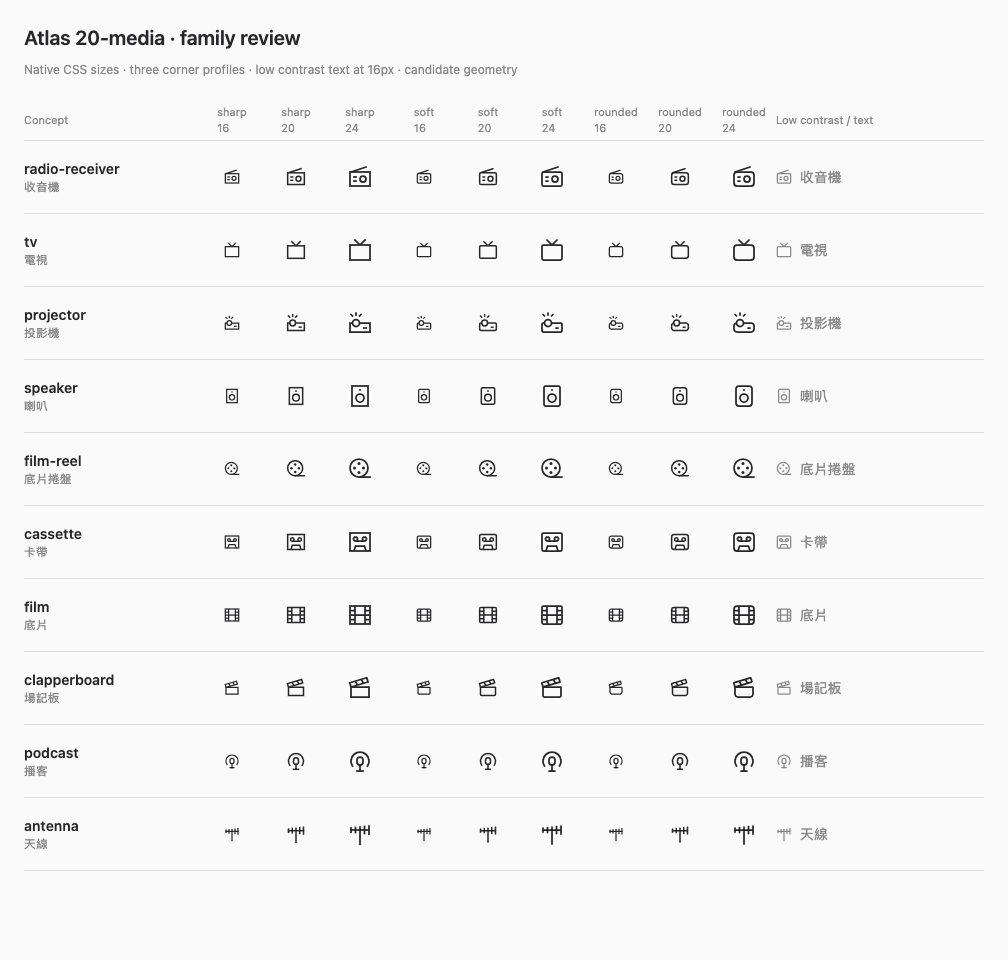 Atlas 20-media · family review
Native CSS sizes · three corner profiles · low contrast text at 16px · candidate geometry
Concept
sharp 16
sharp 20
sharp 24
soft 16
soft 20
soft 24
rounded 16
rounded 20
rounded 24
Low contrast / text
radio-receiver
收音機
收音機
tv
電視
電視
projector
投影機
投影機
speaker
喇叭
喇叭
film-reel
底片捲盤
底片捲盤
cassette
卡帶
卡帶
film
底片
底片
clapperboard
場記板
場記板
podcast
播客
播客
antenna
天線
天線